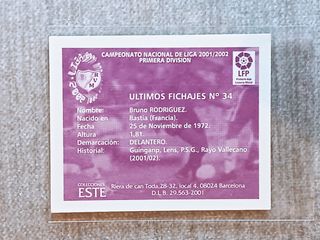 CAMPEONATO NACIONAL DE LIGA 2001/2002
PRIMERA DIVISION
LFP
ULTIMOS FICHAJES Nº 34
Nombre: Bruno RODRIGUEZ.
Nacido en Bastia (Francia).
Fecha 25 de Noviembre de 1972.
Altura: 1,81.
Demarcación: DELANTERO.
Historial: Guingamp, Lens, P.S.G., Rayo Vallecano
(2001/02).
COLECCIONES
ESTE
Riera de can Toda, 28-32, local 4, 08024 Barcelona
D.L.B. 29.563-2001